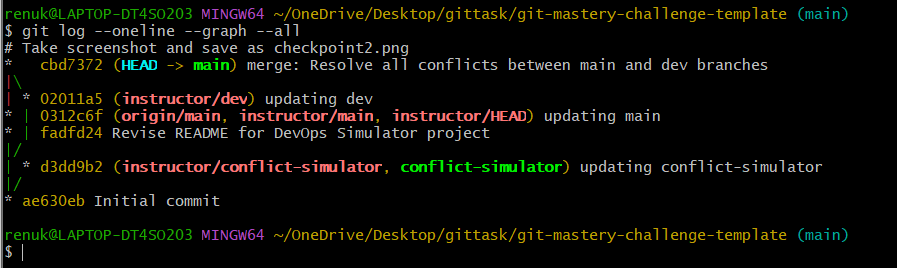 renuk@LAPTOP-DT4SO203 MINGW64 ~/OneDrive/Desktop/gittask/git-mastery-challenge-template (main)
$ git log --oneline --graph --all
# Take screenshot and save as checkpoint2.png
*   cbd7372 (HEAD -> main) merge: Resolve all conflicts between main and dev branches
|\
| * 02011a5 (instructor/dev) updating dev
* | 0312c6f (origin/main, instructor/main, instructor/HEAD) updating main
* | fadfd24 Revise README for DevOps Simulator project
|/
| * d3dd9b2 (instructor/conflict-simulator, conflict-simulator) updating conflict-simulator
|/
* ae630eb Initial commit
renuk@LAPTOP-DT4SO203 MINGW64 ~/OneDrive/Desktop/gittask/git-mastery-challenge-template (main)
$